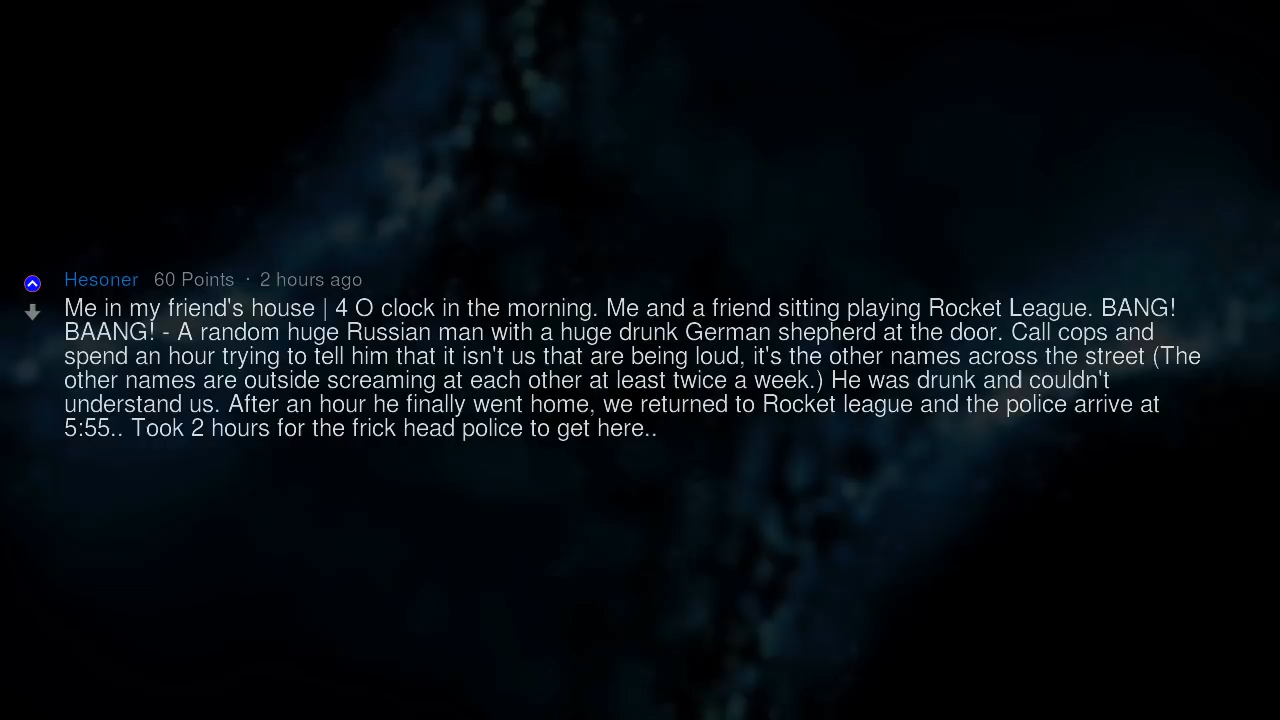 Hesoner 60 Points · 2 hours ago
Me in my friend's house | 4 O clock in the morning. Me and a friend sitting playing Rocket League. BANG!
BAANG! - A random huge Russian man with a huge drunk German shepherd at the door. Call cops and
spend an hour trying to tell him that it isn't us that are being loud, it's the other names across the street (The
other names are outside screaming at each other at least twice a week.) He was drunk and couldn't
understand us. After an hour he finally went home, we returned to Rocket league and the police arrive at
5:55.. Took 2 hours for the frick head police to get here..